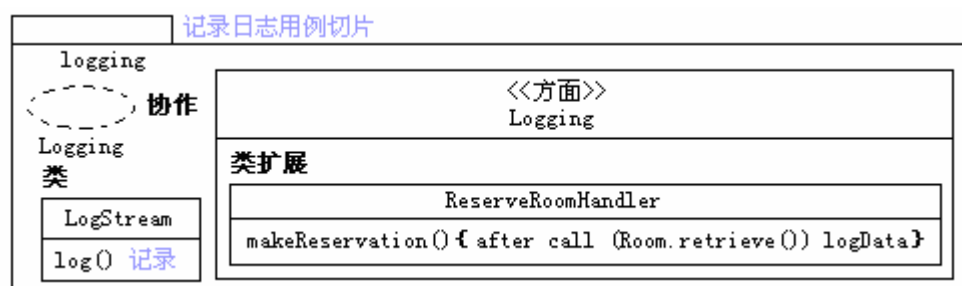 记录日志用例切片
logging
协作
Logging
类
LogStream
log() 记录
<<方面>>
Logging
类扩展
ReserveRoomHandler
makeReservation(){after call (Room.retrieve()) logData}